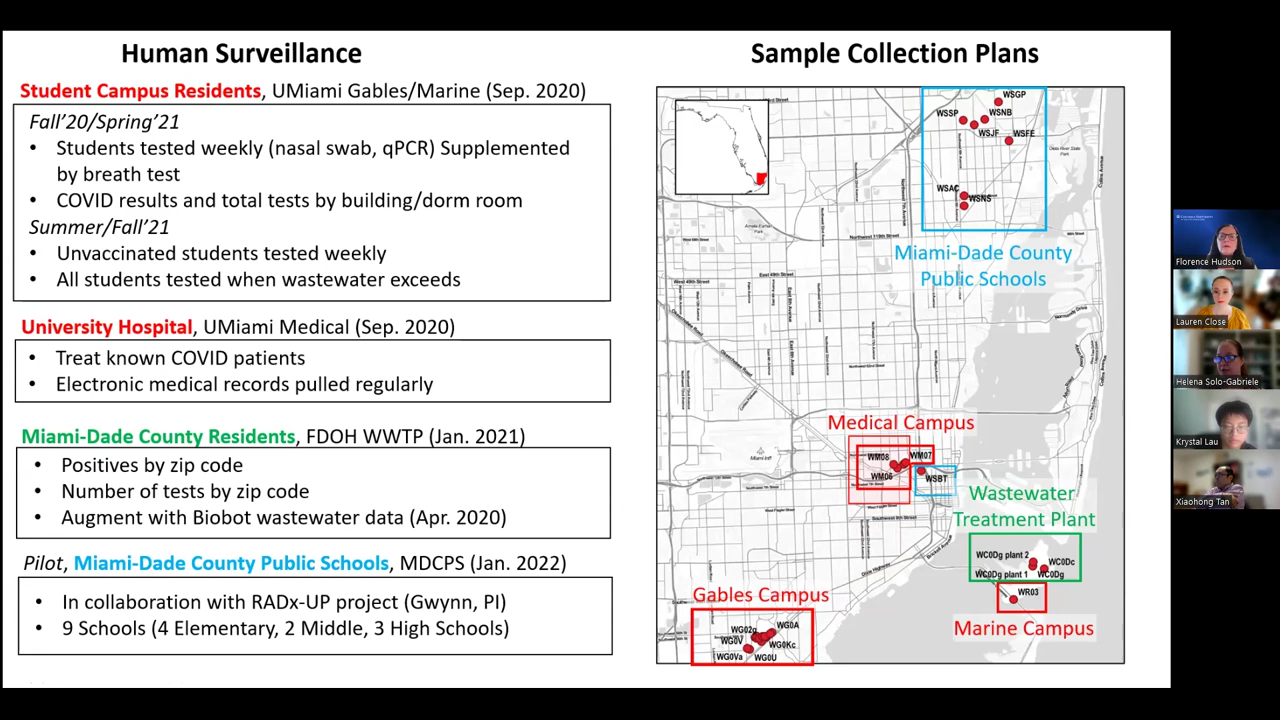 Human Surveillance
Student Campus Residents, UMiami Gables/Marine (Sep. 2020)
Fall'20/Spring'21
• Students tested weekly (nasal swab, qPCR) Supplemented
by breath test
• COVID results and total tests by building/dorm room
Summer/Fall'21
• Unvaccinated students tested weekly
• All students tested when wastewater exceeds
University Hospital, UMiami Medical (Sep. 2020)
• Treat known COVID patients
• Electronic medical records pulled regularly
Miami-Dade County Residents, FDOH WWTP (Jan. 2021)
• Positives by zip code
• Number of tests by zip code
• Augment with Biobot wastewater data (Apr. 2020)
Pilot, Miami-Dade County Public Schools, MDCPS (Jan. 2022)
• In collaboration with RADx-UP project (Gwynn, PI)
• 9 Schools (4 Elementary, 2 Middle, 3 High Schools)
Sample Collection Plans
WSGP
WSSP
WSNB
WSJF
WSFE
WSAC
WSNS
Miami-Dade County
Public Schools
Northwest 119th Street
Medical Campus
WM08
WM07
WM06
WSBT
Miami Intl
Wastewater
Treatment Plant
WC0Dg plant 2
WC0Dc
WC0Dg plant 1
WC0Dg
WR03
Marine Campus
Gables Campus
WG02g
WG0A
WG0V
WG0Kc
WG0Va
WG0U
Florence Hudson
Lauren Close
Helena Solo-Gabriele
Krystal Lau
Xiaohong Tan